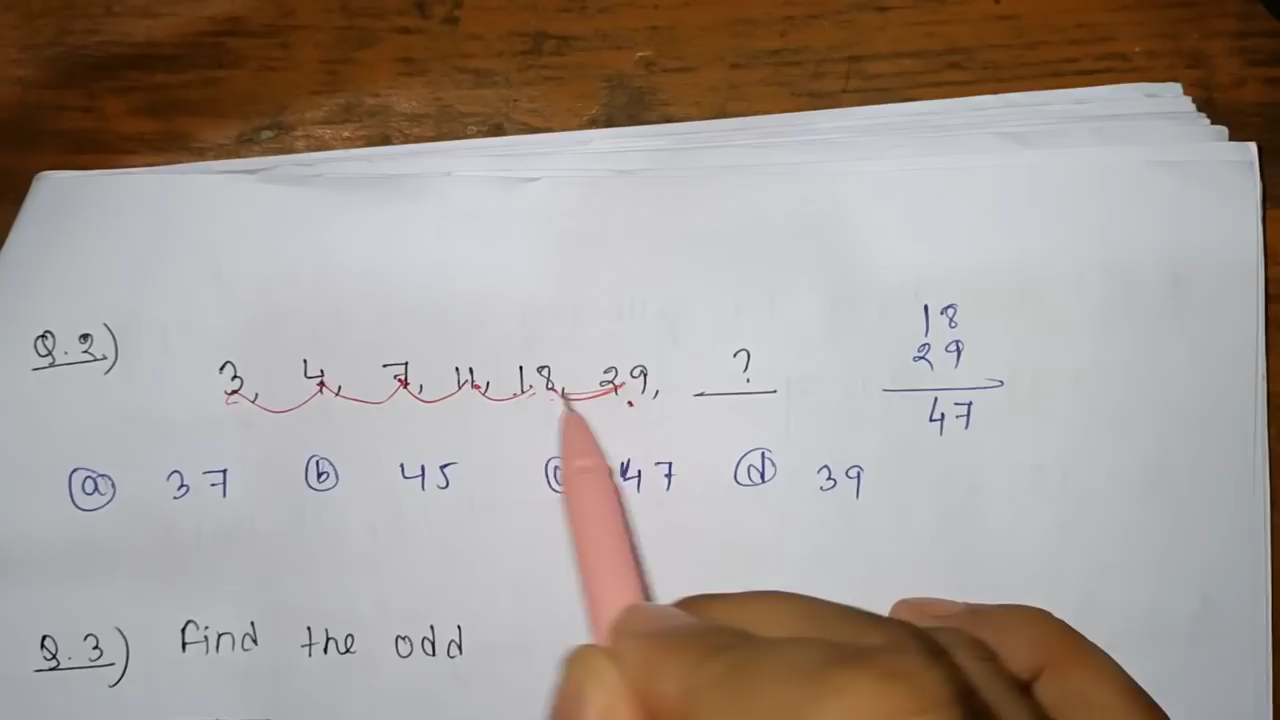 Q.2.) 3, 4, 7, 11, 18, 29, ?
18
29
47
(a) 37 (b) 45 (c) 47 (d) 39
Q.3.) Find the odd